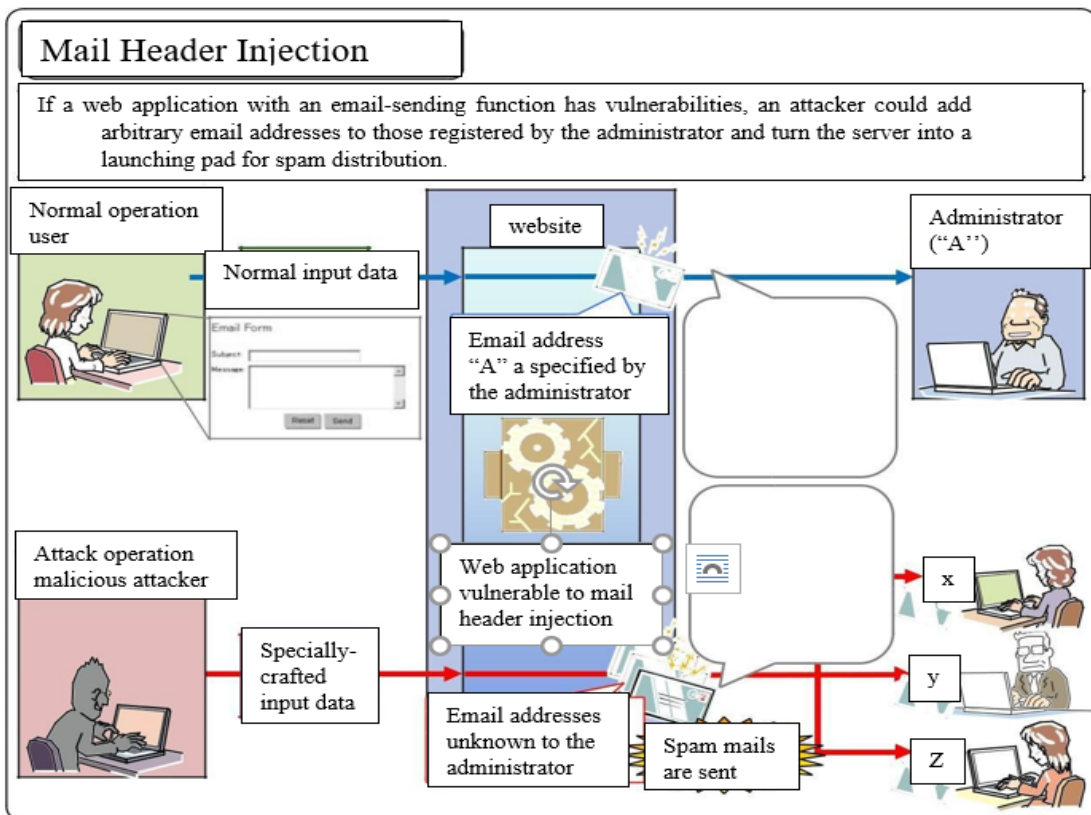 Mail Header Injection
If a web application with an email-sending function has vulnerabilities, an attacker could add
arbitrary email addresses to those registered by the administrator and turn the server into a
launching pad for spam distribution.
Normal operation
user
Normal input data
website
Administrator
(“A’’)
Email Form
Subject:
Message:
Reset Send
Email address
“A” a specified by
the administrator
Attack operation
malicious attacker
Web application
vulnerable to mail
header injection
Specially-
crafted
input data
Email addresses
unknown to the
administrator
Spam mails
are sent
x
y
Z